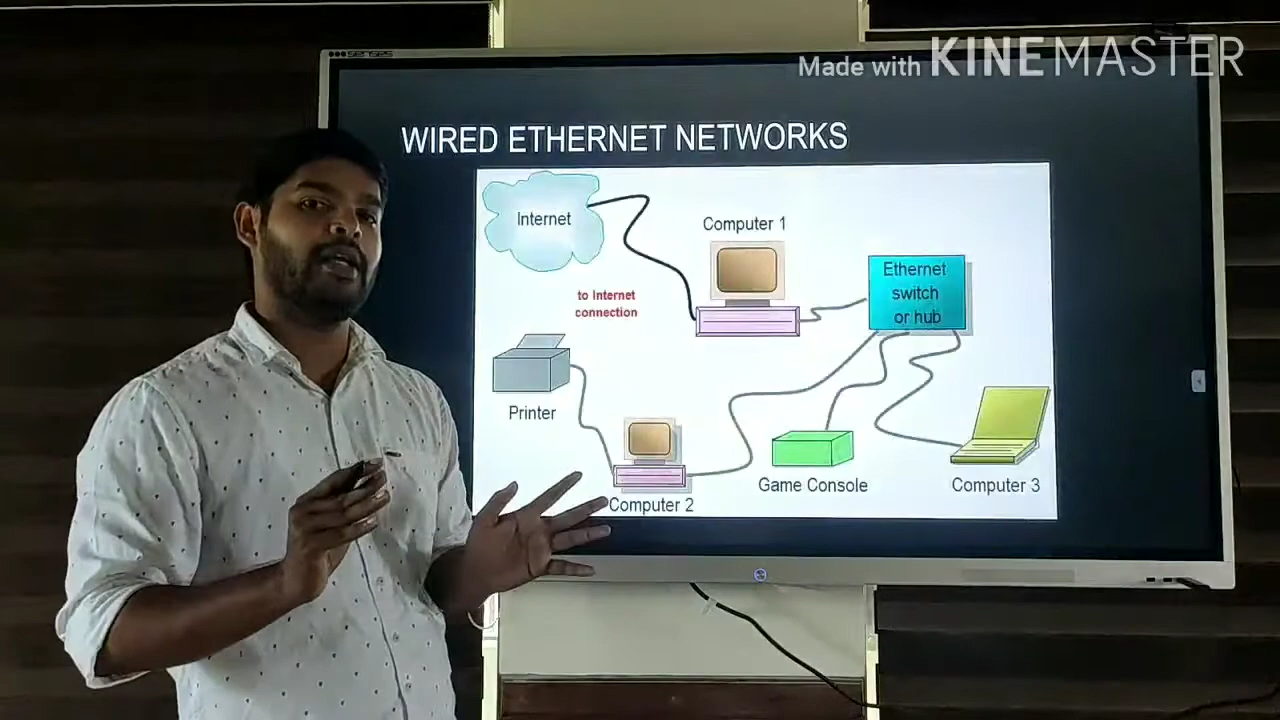 Made with KINEMASTER
WIRED ETHERNET NETWORKS
Internet
Computer 1
Ethernet
switch
or hub
to Internet
connection
Printer
Computer 2
Game Console
Computer 3